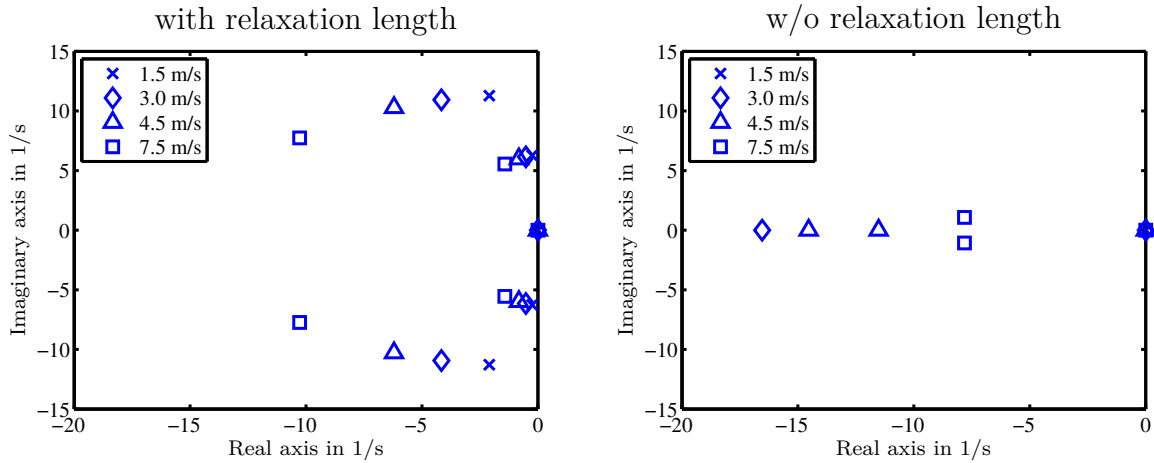 with relaxation length
15
10
5
0
−5
−10
−15
−20
−15
−10
−5
0
Imaginary axis in 1/s
Real axis in 1/s
1.5 m/s
3.0 m/s
4.5 m/s
7.5 m/s
w/o relaxation length
15
10
5
0
−5
−10
−15
−20
−15
−10
−5
0
Imaginary axis in 1/s
Real axis in 1/s
1.5 m/s
3.0 m/s
4.5 m/s
7.5 m/s